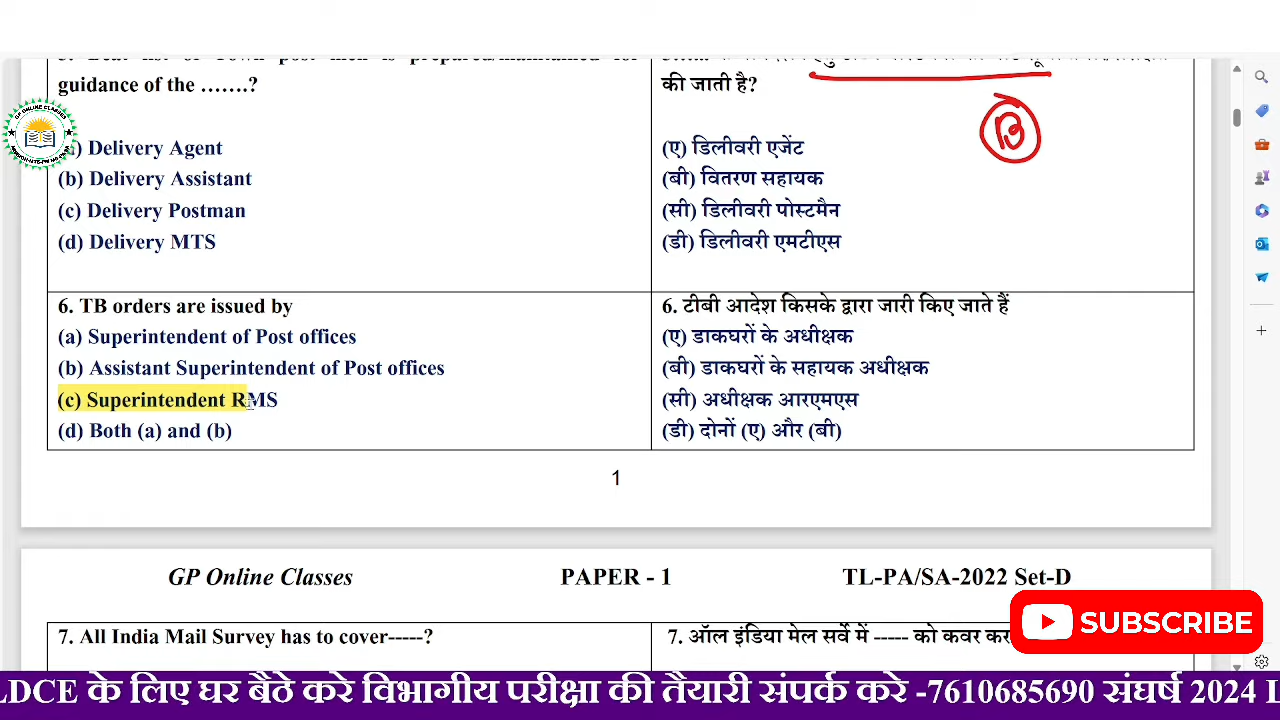 guidance of the …….?
(a) Delivery Agent
(b) Delivery Assistant
(c) Delivery Postman
(d) Delivery MTS
की जाती है?
B
(ए) डिलीवरी एजेंट
(बी) वितरण सहायक
(सी) डिलीवरी पोस्टमैन
(डी) डिलीवरी एमटीएस
6. TB orders are issued by
(a) Superintendent of Post offices
(b) Assistant Superintendent of Post offices
(c) Superintendent RMS
(d) Both (a) and (b)
6. टीबी आदेश किसके द्वारा जारी किए जाते हैं
(ए) डाकघरों के अधीक्षक
(बी) डाकघरों के सहायक अधीक्षक
(सी) अधीक्षक आरएमएस
(डी) दोनों (ए) और (बी)
1
GP Online Classes PAPER - 1 TL-PA/SA-2022 Set-D
7. All India Mail Survey has to cover-----?
7. ऑल इंडिया मेल सर्वे में ----- को कवर
SUBSCRIBE
LDCE के लिए घर बैठे करे विभागीय परीक्षा की तैयारी संपर्क करे -7610685690 संघर्ष 2024